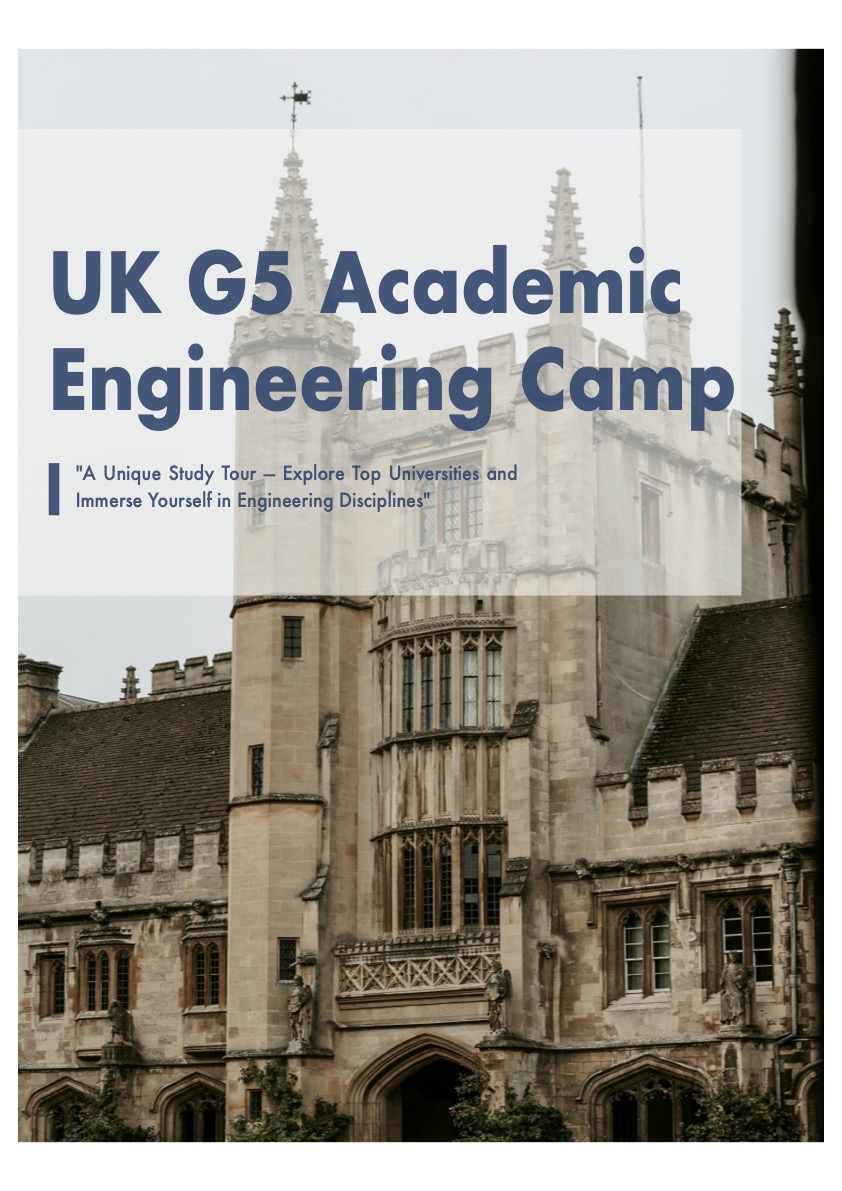 UK G5 Academic
Engineering Camp
"A Unique Study Tour — Explore Top Universities and
Immerse Yourself in Engineering Disciplines"